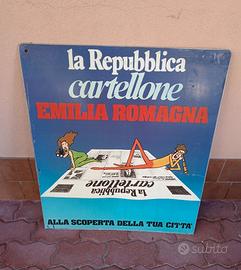 la Repubblica
cartellone
EMILIA ROMAGNA
la Repubblica
cartellone
ALLA SCOPERTA DELLA TUA CITTA'
subito